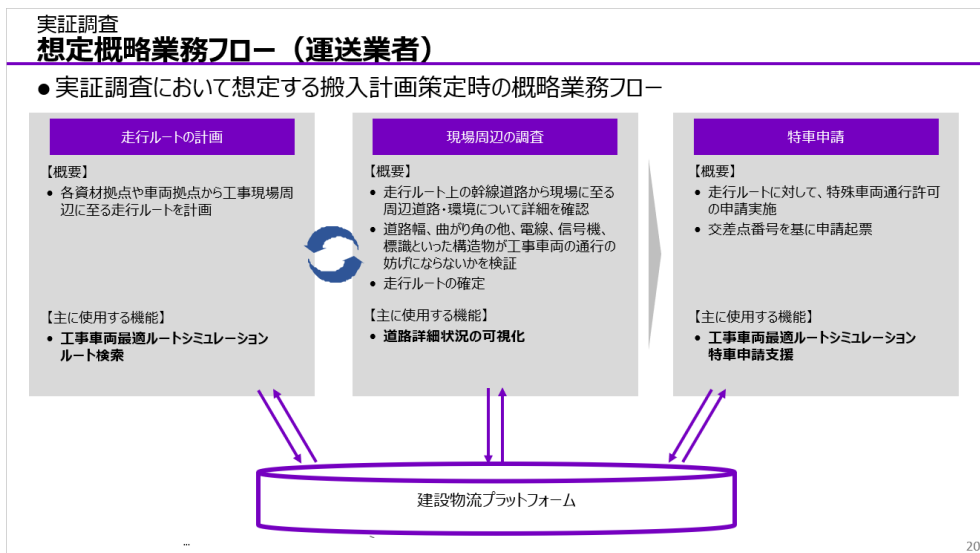 実証調査
想定概略業務フロー（運送業者）
● 実証調査において想定する搬入計画策定時の概略業務フロー
走行ルートの計画
【概要】
• 各資材拠点や車両拠点から工事現場周
辺に至る走行ルートを計画
【主に使用する機能】
• 工事車両最適ルートシミュレーション
ルート検索
現場周辺の調査
【概要】
• 走行ルート上の幹線道路から現場に至る
周辺道路・環境について詳細を確認
• 道路幅、曲がり角の他、電線、信号機、
標識といった構造物が工事車両の通行の
妨げにならないかを検証
• 走行ルートの確定
【主に使用する機能】
• 道路詳細状況の可視化
特車申請
【概要】
• 走行ルートに対して、特殊車両通行許可
の申請実施
• 交差点番号を基に申請起票
【主に使用する機能】
• 工事車両最適ルートシミュレーション
特車申請支援
建設物流プラットフォーム
...
20